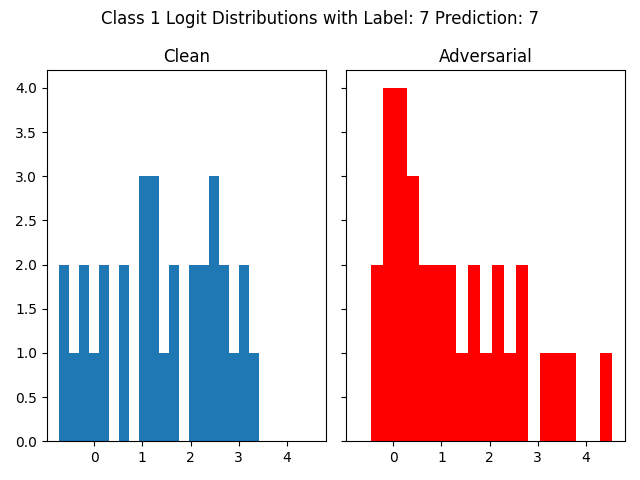 Class 1 Logit Distributions with Label: 7 Prediction: 7
Clean
Adversarial
4.0
3.5
3.0
2.5
2.0
1.5
1.0
0.5
0.0
0 1 2 3 4
0 1 2 3 4